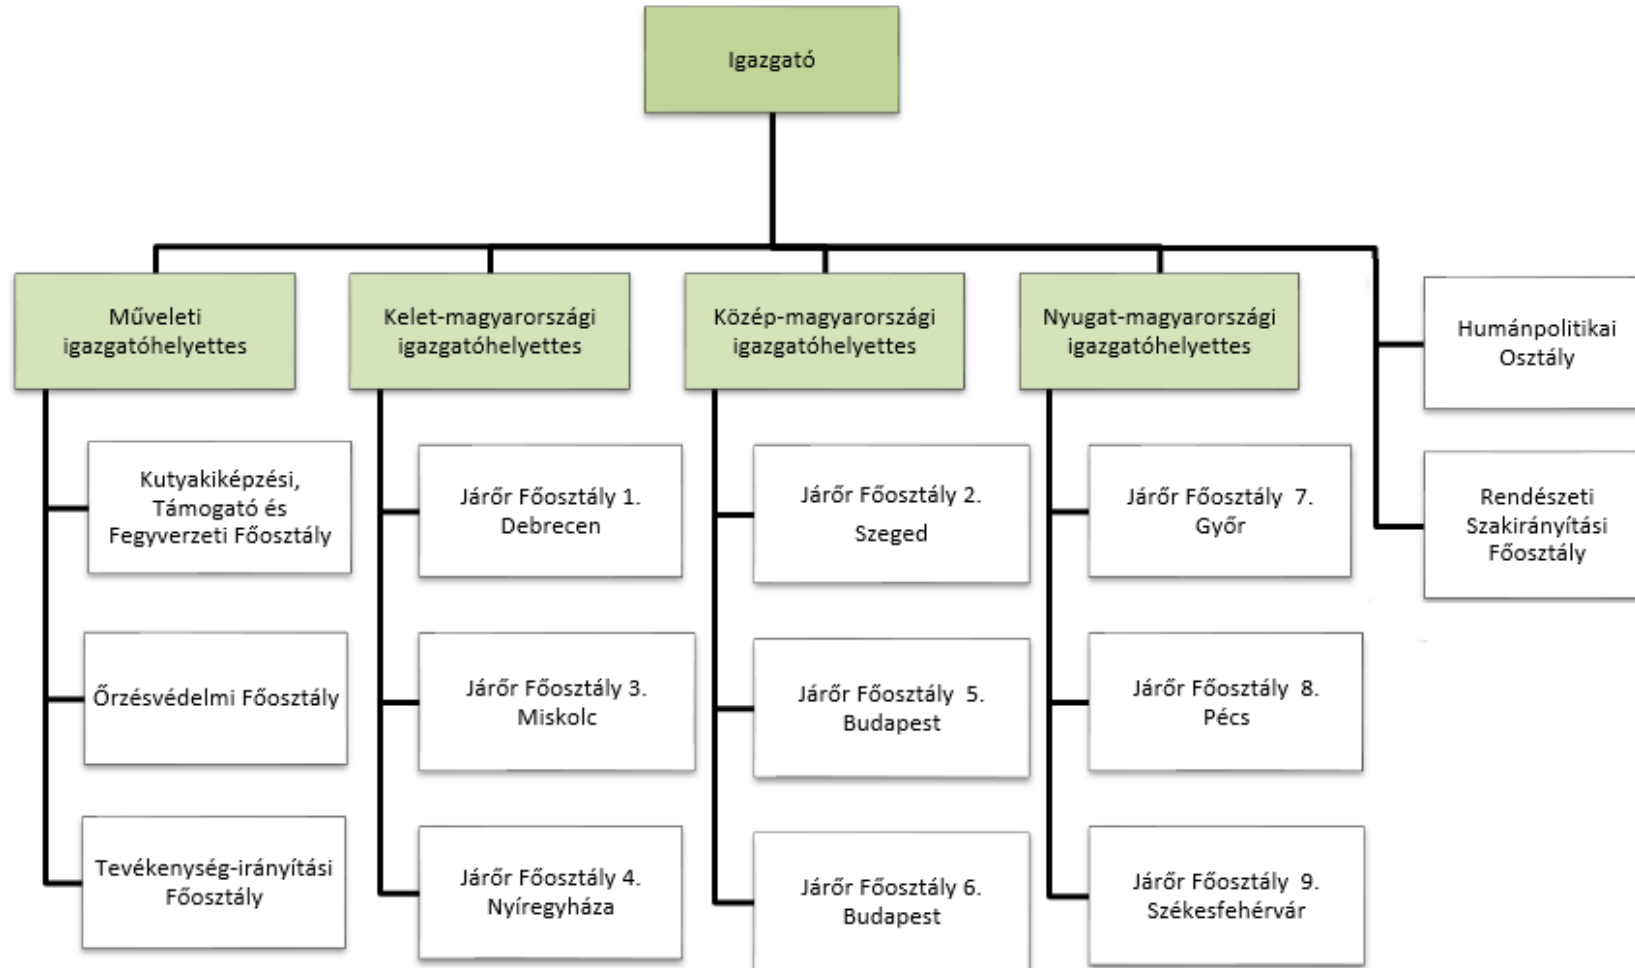 Igazgató
Műveleti
igazgatóhelyettes
Kelet-magyarországi
igazgatóhelyettes
Közép-magyarországi
igazgatóhelyettes
Nyugat-magyarországi
igazgatóhelyettes
Humánpolitikai
Osztály
Rendészeti
Szakirányítási
Főosztály
Kutyakiképzési,
Támogató és
Fegyverzeti Főosztály
Őrzésvédelmi Főosztály
Tevékenység-irányítási
Főosztály
Járőr Főosztály 1.
Debrecen
Járőr Főosztály 3.
Miskolc
Járőr Főosztály 4.
Nyíregyháza
Járőr Főosztály 2.
Szeged
Járőr Főosztály 5.
Budapest
Járőr Főosztály 6.
Budapest
Járőr Főosztály 7.
Győr
Járőr Főosztály 8.
Pécs
Járőr Főosztály 9.
Székesfehérvár